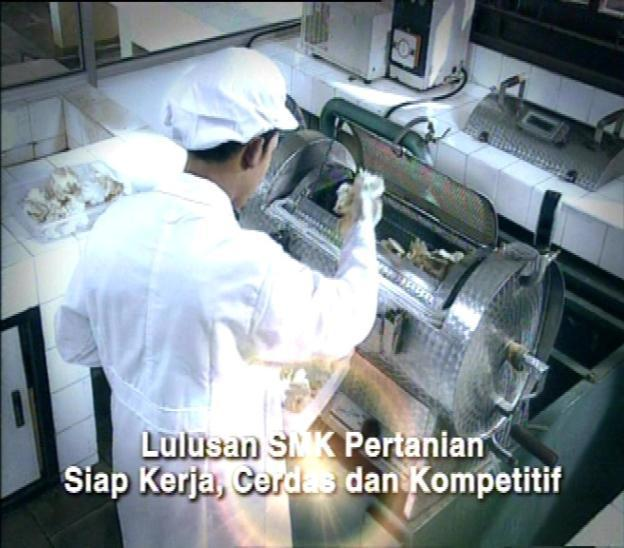 Lulusan SMK Pertanian
Siap Kerja, Cerdas dan Kompetitif